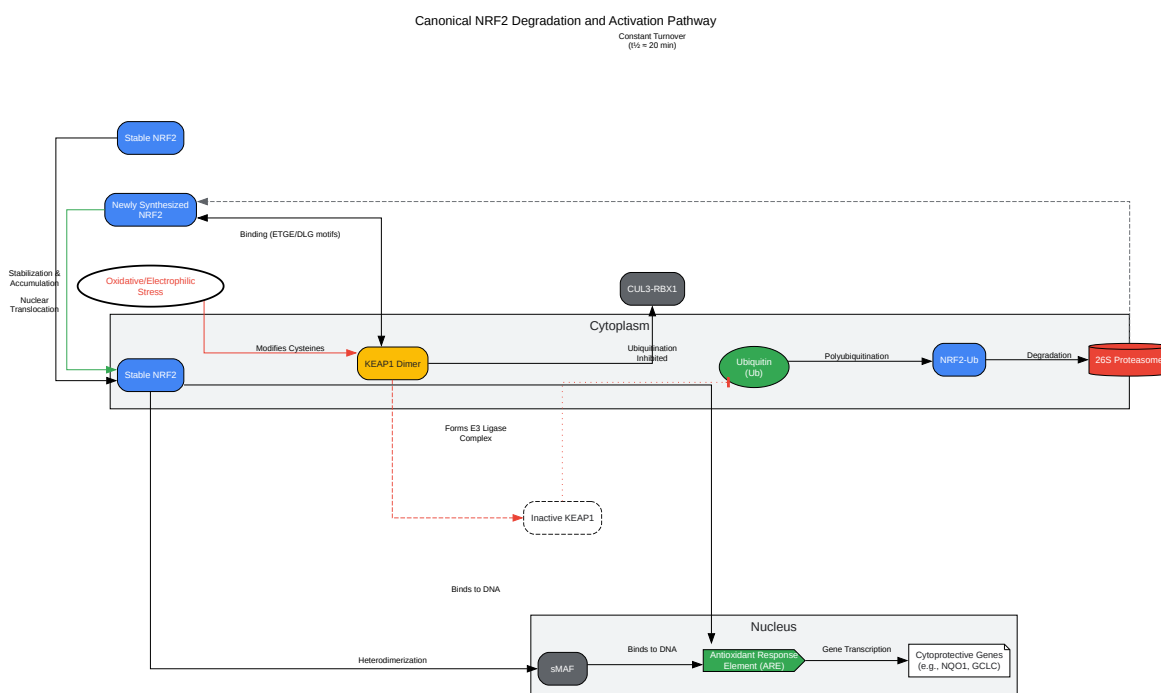 Canonical NRF2 Degradation and Activation Pathway
Constant Turnover
(t½ ≈ 20 min)
Stable NRF2
Newly Synthesized
NRF2
Binding (ETGE/DLG motifs)
Stabilization &
Accumulation
Nuclear
Translocation
Oxidative/Electrophilic
Stress
CUL3-RBX1
Cytoplasm
Modifies Cysteines
KEAP1 Dimer
Ubiquitination
Inhibited
Stable NRF2
Ubiquitin
(Ub)
Polyubiquitination
NRF2-Ub
Degradation
26S Proteasome
Forms E3 Ligase
Complex
Inactive KEAP1
Binds to DNA
Nucleus
Heterodimerization
sMAF
Binds to DNA
Antioxidant Response
Element (ARE)
Gene Transcription
Cytoprotective Genes
(e.g., NQO1, GCLC)